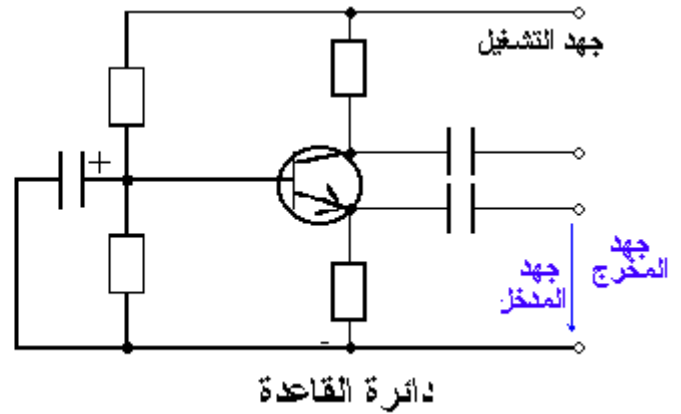 جهد التشغيل
+
جهد
المخرج
جهد
المدخل
-
دائرة القاعدة